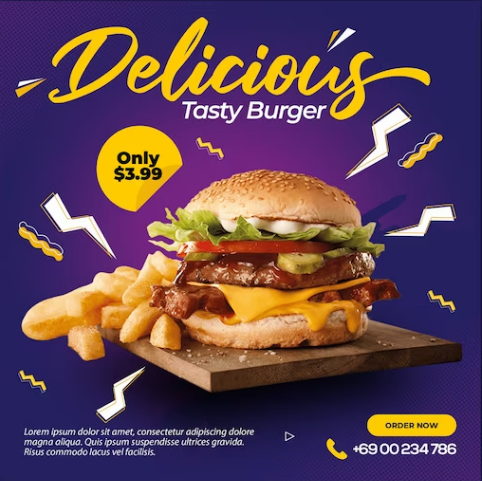 Delicious
Tasty Burger
Only
$3.99
Lorem ipsum dolor sit amet, consectetur adipiscing dolore
magna aliqua. Quis ipsum suspendisse ultrices gravida.
Risus commodo lacus vel facilisis.
ORDER NOW
+69 00 234 786